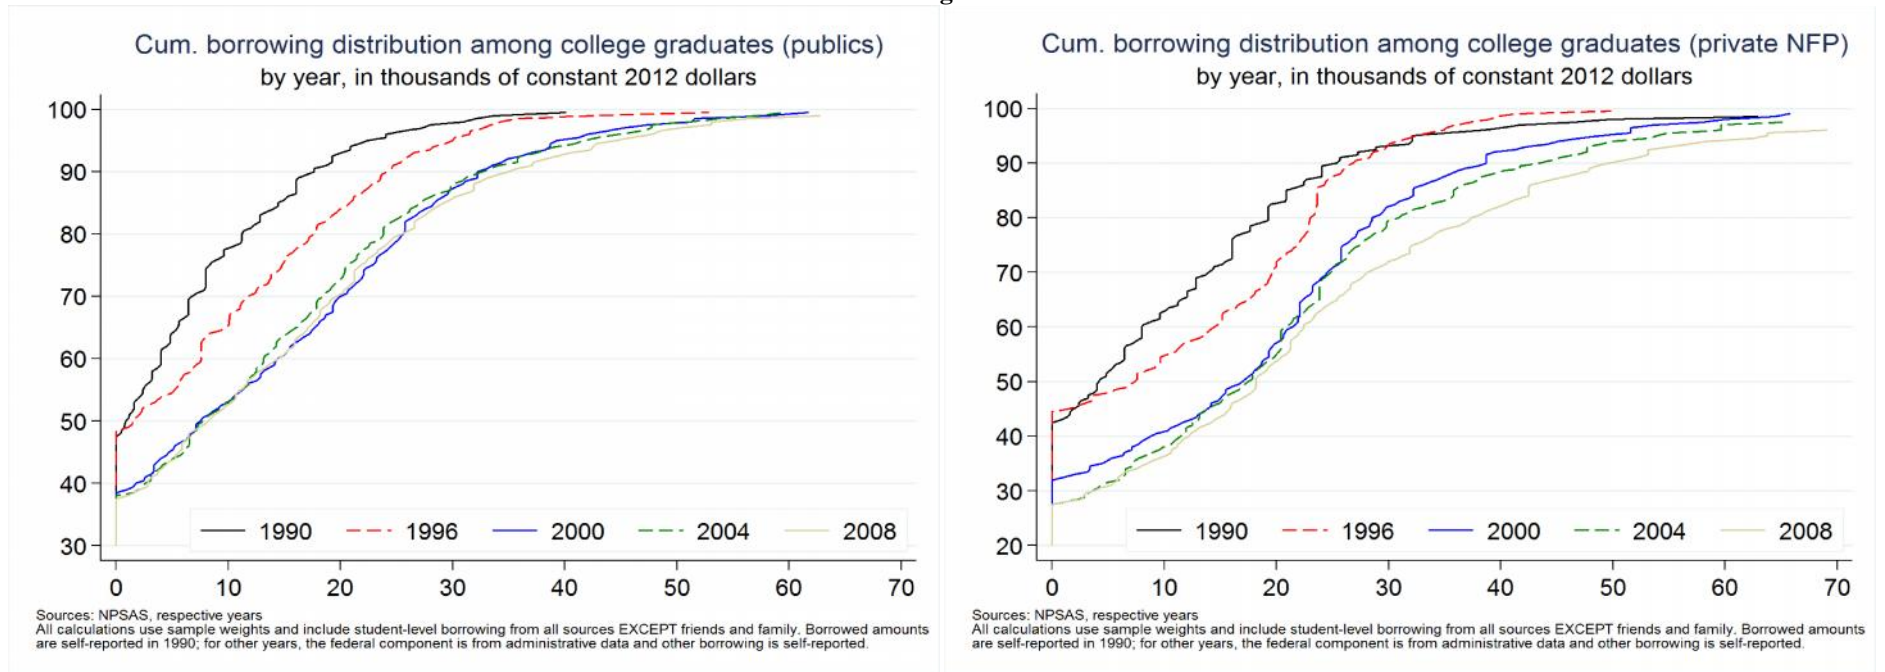 Cum. borrowing distribution among college graduates (publics)
by year, in thousands of constant 2012 dollars
100
90
80
70
60
50
40
30
1990 1996 2000 2004 2008
0 10 20 30 40 50 60 70
Sources: NPSAS, respective years
All calculations use sample weights and include student-level borrowing from all sources EXCEPT friends and family. Borrowed amounts
are self-reported in 1990; for other years, the federal component is from administrative data and other borrowing is self-reported.
Cum. borrowing distribution among college graduates (private NFP)
by year, in thousands of constant 2012 dollars
100
90
80
70
60
50
40
30
20
1990 1996 2000 2004 2008
0 10 20 30 40 50 60 70
Sources: NPSAS, respective years
All calculations use sample weights and include student-level borrowing from all sources EXCEPT friends and family. Borrowed amounts
are self-reported in 1990; for other years, the federal component is from administrative data and other borrowing is self-reported.